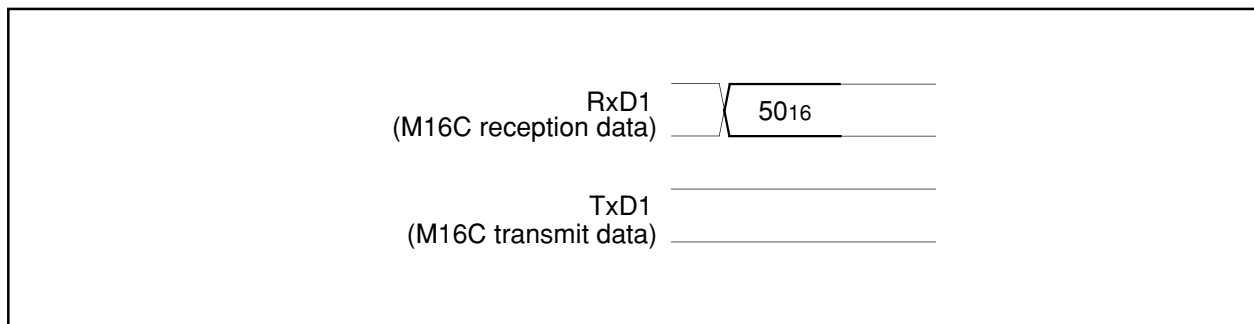 RxD1
(M16C reception data)
5016
TxD1
(M16C transmit data)